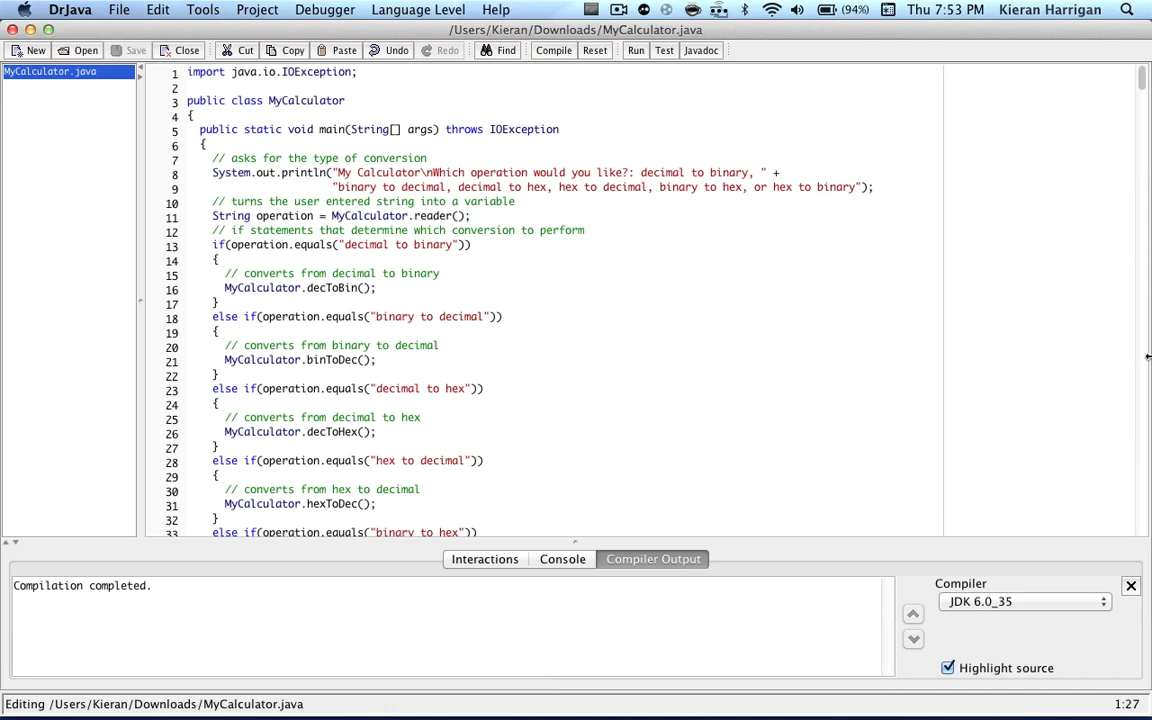 DrJava File Edit Tools Project Debugger Language Level Help (94%) Thu 7:53 PM Kieran Harrigan
/Users/Kieran/Downloads/MyCalculator.java
New Open Save Close Cut Copy Paste Undo Redo Find Compile Reset Run Test Javadoc
MyCalculator.java
1 import java.io.IOException;
2
3 public class MyCalculator
4 {
5 public static void main(String[] args) throws IOException
6 {
7 // asks for the type of conversion
8 System.out.println("My Calculator\nWhich operation would you like?: decimal to binary, " +
9 "binary to decimal, decimal to hex, hex to decimal, binary to hex, or hex to binary");
10 // turns the user entered string into a variable
11 String operation = MyCalculator.reader();
12 // if statements that determine which conversion to perform
13 if(operation.equals("decimal to binary"))
14 {
15 // converts from decimal to binary
16 MyCalculator.decToBin();
17 }
18 else if(operation.equals("binary to decimal"))
19 {
20 // converts from binary to decimal
21 MyCalculator.binToDec();
22 }
23 else if(operation.equals("decimal to hex"))
24 {
25 // converts from decimal to hex
26 MyCalculator.decToHex();
27 }
28 else if(operation.equals("hex to decimal"))
29 {
30 // converts from hex to decimal
31 MyCalculator.hexToDec();
32 }
33 else if(operation.equals("binary to hex"))
Interactions Console Compiler Output
Compilation completed.
Compiler
JDK 6.0_35
Highlight source
Editing /Users/Kieran/Downloads/MyCalculator.java 1:27